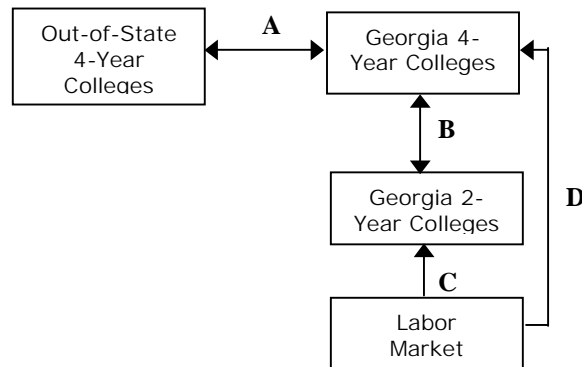 Out-of-State
4-Year
Colleges
A
Georgia 4-
Year Colleges
B
Georgia 2-
Year Colleges
D
C
Labor
Market